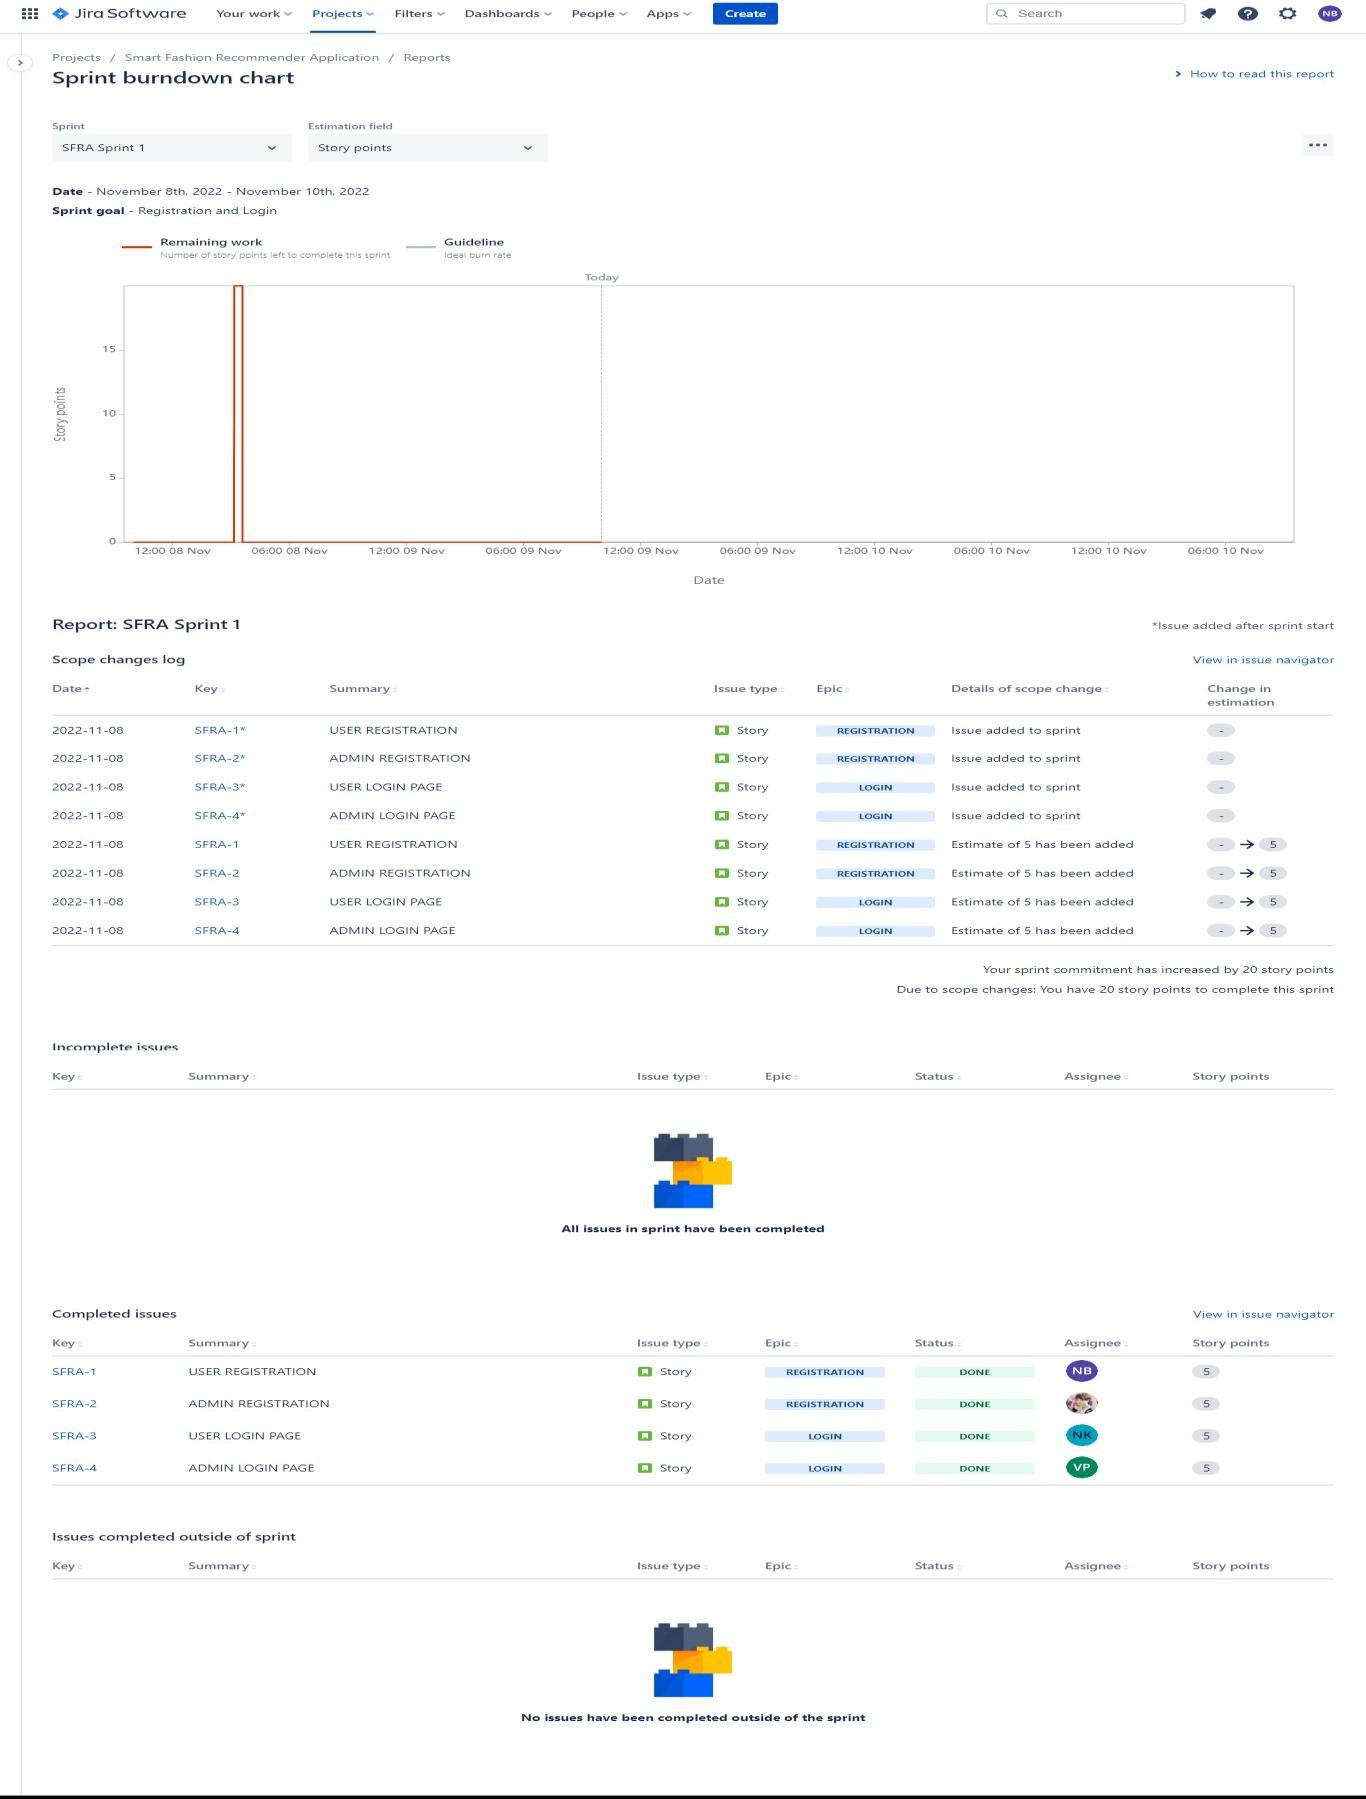 Jira Software Your work Projects Filters Dashboards People Apps Create Search NB
Projects / Smart Fashion Recommender Application / Reports
Sprint burndown chart
How to read this report
Sprint Estimation field
SFRA Sprint 1 Story points
Date - November 8th, 2022 - November 10th, 2022
Sprint goal - Registration and Login
Remaining work Guideline
Number of story points left to complete this sprint Ideal burn rate
Today
15
10
Story points
5
0
12:00 08 Nov 06:00 08 Nov 12:00 09 Nov 06:00 09 Nov 12:00 09 Nov 06:00 09 Nov 12:00 10 Nov 06:00 10 Nov 12:00 10 Nov 06:00 10 Nov
Date
Report: SFRA Sprint 1
*Issue added after sprint start
Scope changes log View in issue navigator
Date Key Summary Issue type Epic Details of scope change Change in
estimation
2022-11-08 SFRA-1* USER REGISTRATION Story REGISTRATION Issue added to sprint -
2022-11-08 SFRA-2* ADMIN REGISTRATION Story REGISTRATION Issue added to sprint -
2022-11-08 SFRA-3* USER LOGIN PAGE Story LOGIN Issue added to sprint -
2022-11-08 SFRA-4* ADMIN LOGIN PAGE Story LOGIN Issue added to sprint -
2022-11-08 SFRA-1 USER REGISTRATION Story REGISTRATION Estimate of 5 has been added - → 5
2022-11-08 SFRA-2 ADMIN REGISTRATION Story REGISTRATION Estimate of 5 has been added - → 5
2022-11-08 SFRA-3 USER LOGIN PAGE Story LOGIN Estimate of 5 has been added - → 5
2022-11-08 SFRA-4 ADMIN LOGIN PAGE Story LOGIN Estimate of 5 has been added - → 5
Your sprint commitment has increased by 20 story points
Due to scope changes: You have 20 story points to complete this sprint
Incomplete issues
Key Summary Issue type Epic Status Assignee Story points
All issues in sprint have been completed
Completed issues View in issue navigator
Key Summary Issue type Epic Status Assignee Story points
SFRA-1 USER REGISTRATION Story REGISTRATION DONE NB 5
SFRA-2 ADMIN REGISTRATION Story REGISTRATION DONE 5
SFRA-3 USER LOGIN PAGE Story LOGIN DONE NK 5
SFRA-4 ADMIN LOGIN PAGE Story LOGIN DONE VP 5
Issues completed outside of sprint
Key Summary Issue type Epic Status Assignee Story points
No issues have been completed outside of the sprint